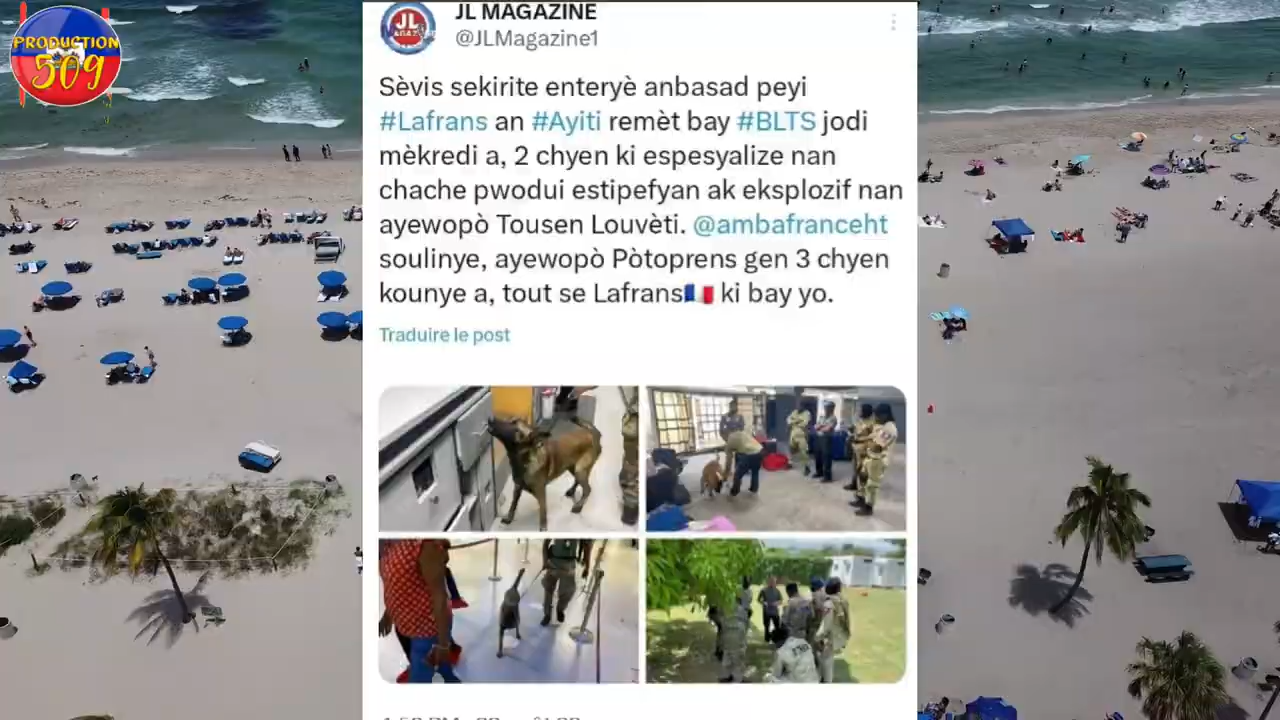 PRODUCTION
509
JL
MAGAZINE
JL MAGAZINE
@JLMagazine1
Sèvis sekirite enteryè anbasad peyi
#Lafrans an #Ayiti remèt bay #BLTS jodi
mèkredi a, 2 chyen ki espesyalize nan
chache pwodui estipefyan ak eksplozif nan
ayewopò Tousen Louvèti. @ambafranceht
soulinye, ayewopò Pòtoprens gen 3 chyen
kounye a, tout se Lafrans🇫🇷 ki bay yo.
Traduire le post